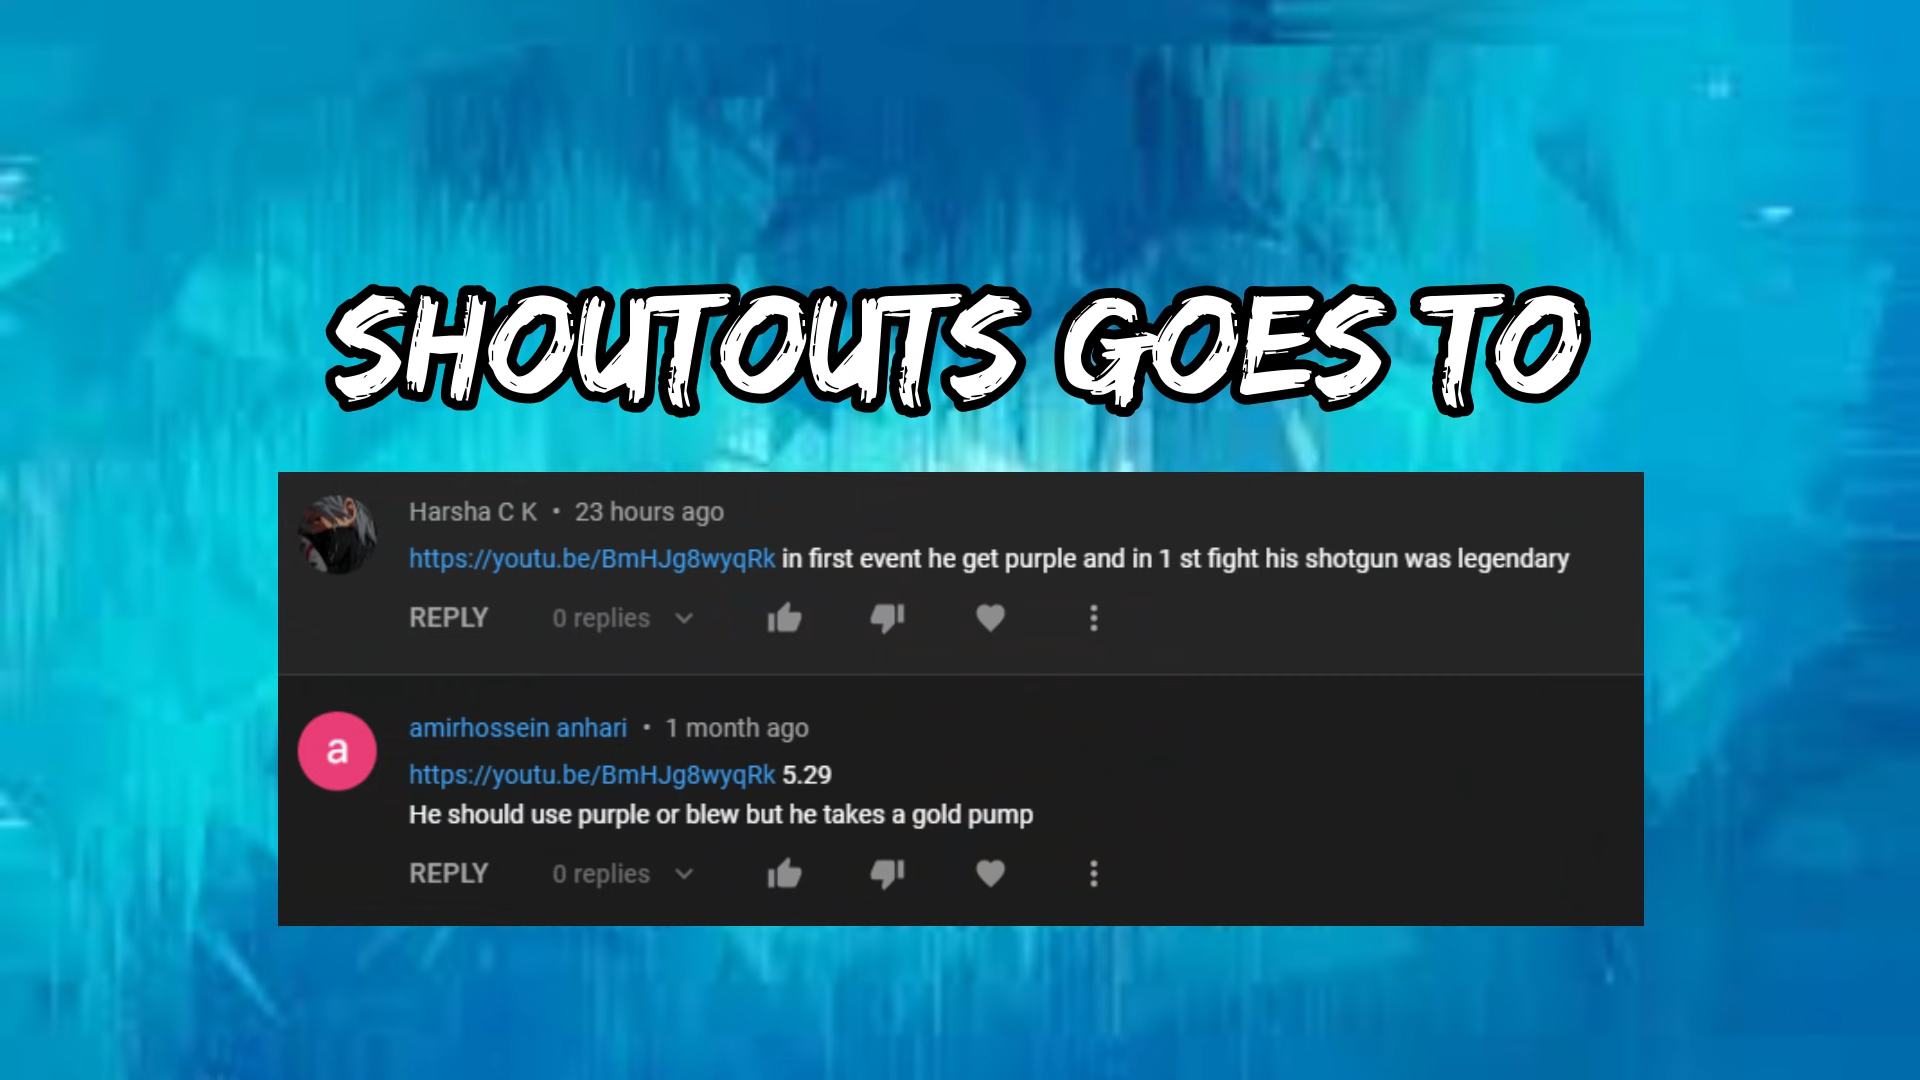 SHOUTOUTS GOES TO
Harsha C K • 23 hours ago
https://youtu.be/BmHJg8wyqRk in first event he get purple and in 1 st fight his shotgun was legendary
REPLY 0 replies
a
amirhossein anhari • 1 month ago
https://youtu.be/BmHJg8wyqRk 5.29
He should use purple or blew but he takes a gold pump
REPLY 0 replies